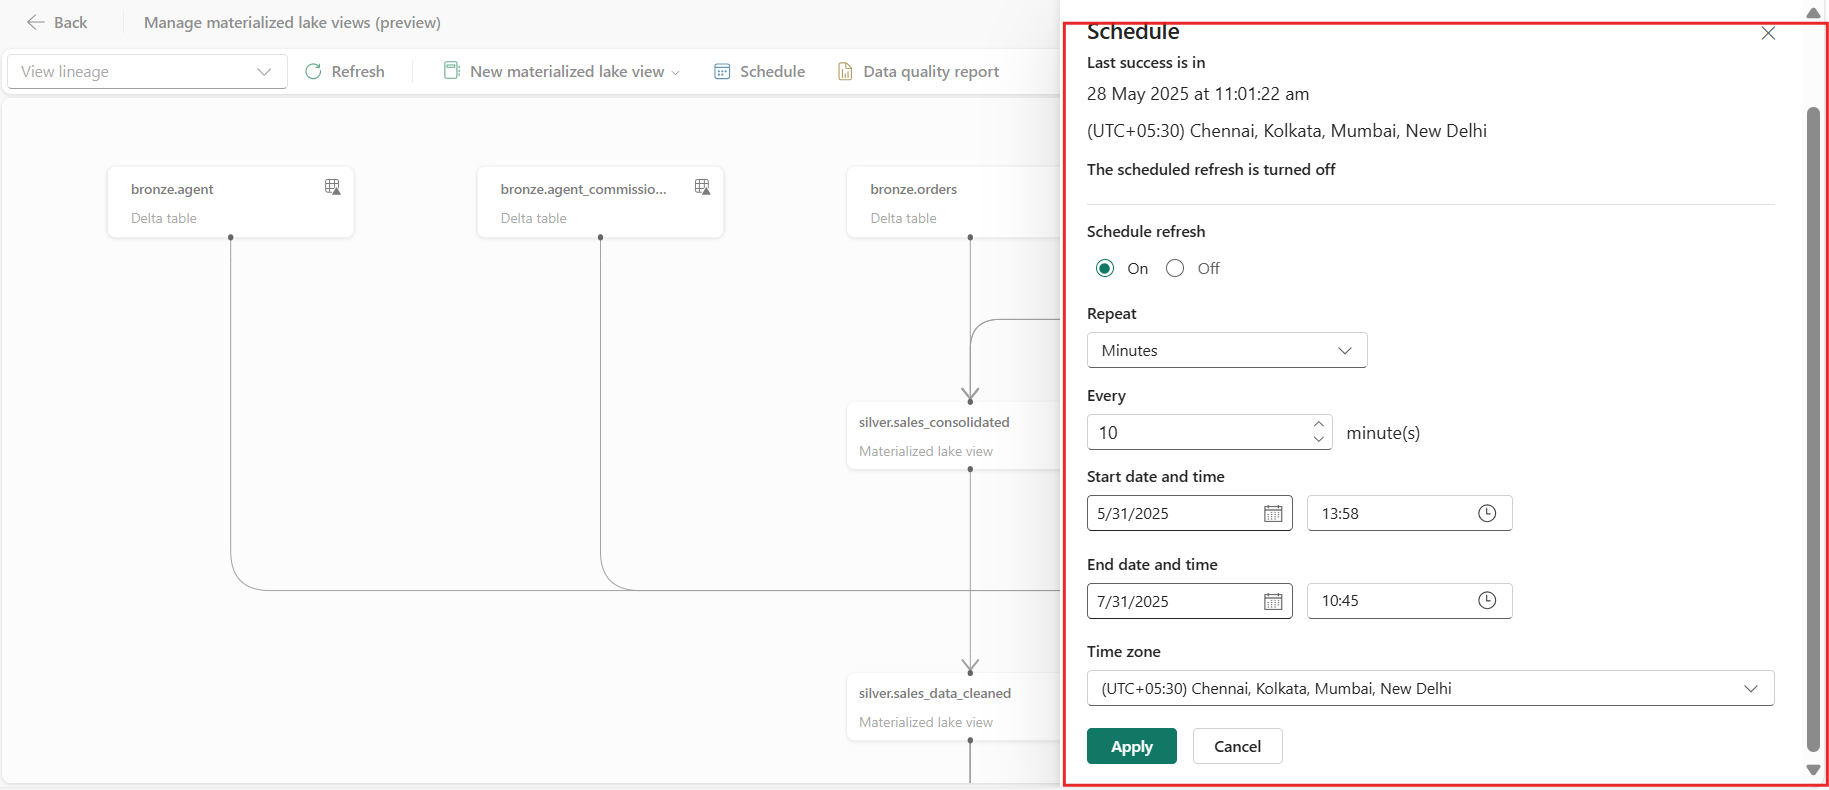 Back
Manage materialized lake views (preview)
View lineage
Refresh
New materialized lake view
Schedule
Data quality report
bronze.agent
Delta table
bronze.agent_commissio...
Delta table
bronze.orders
Delta table
silver.sales_consolidated
Materialized lake view
silver.sales_data_cleaned
Materialized lake view
Schedule
Last success is in
28 May 2025 at 11:01:22 am
(UTC+05:30) Chennai, Kolkata, Mumbai, New Delhi
The scheduled refresh is turned off
Schedule refresh
On
Off
Repeat
Minutes
Every
10
minute(s)
Start date and time
5/31/2025
13:58
End date and time
7/31/2025
10:45
Time zone
(UTC+05:30) Chennai, Kolkata, Mumbai, New Delhi
Apply
Cancel